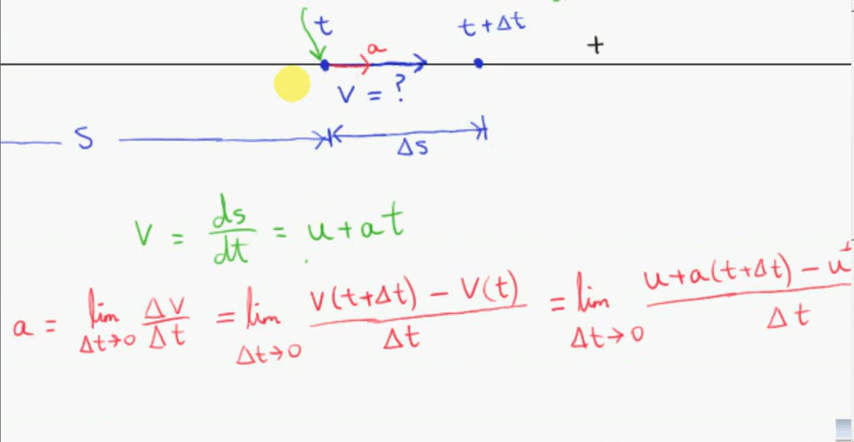 t t+Δt
a +
V = ?
S Δs
V = ds/dt = u+at
a = lim Δt→0 ΔV/Δt = lim Δt→0 (V(t+Δt) − V(t))/Δt = lim Δt→0 (u+a(t+Δt) − u)/Δt